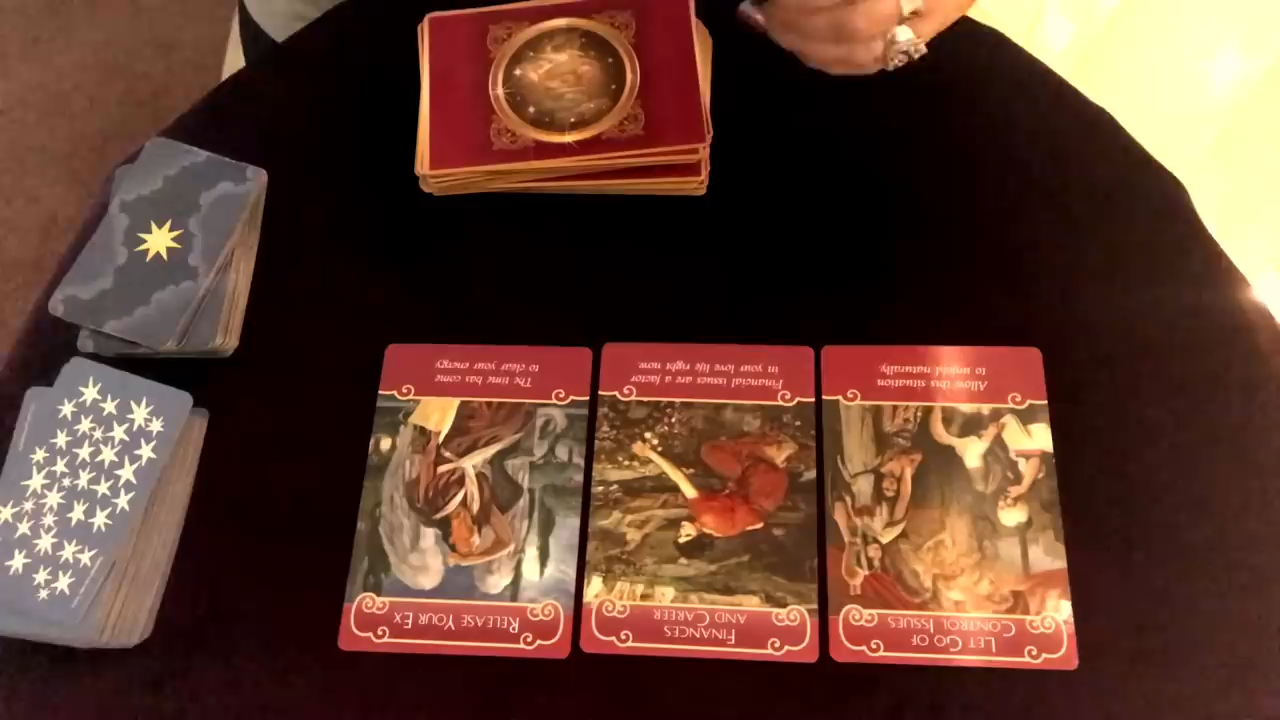 LET GO OF
CONTROL ISSUES
Allow this situation
to unfold naturally.
FINANCES
AND CAREER
Financial issues are a factor
in your love life right now.
RELEASE YOUR EX
The time has come
to clear your energy.